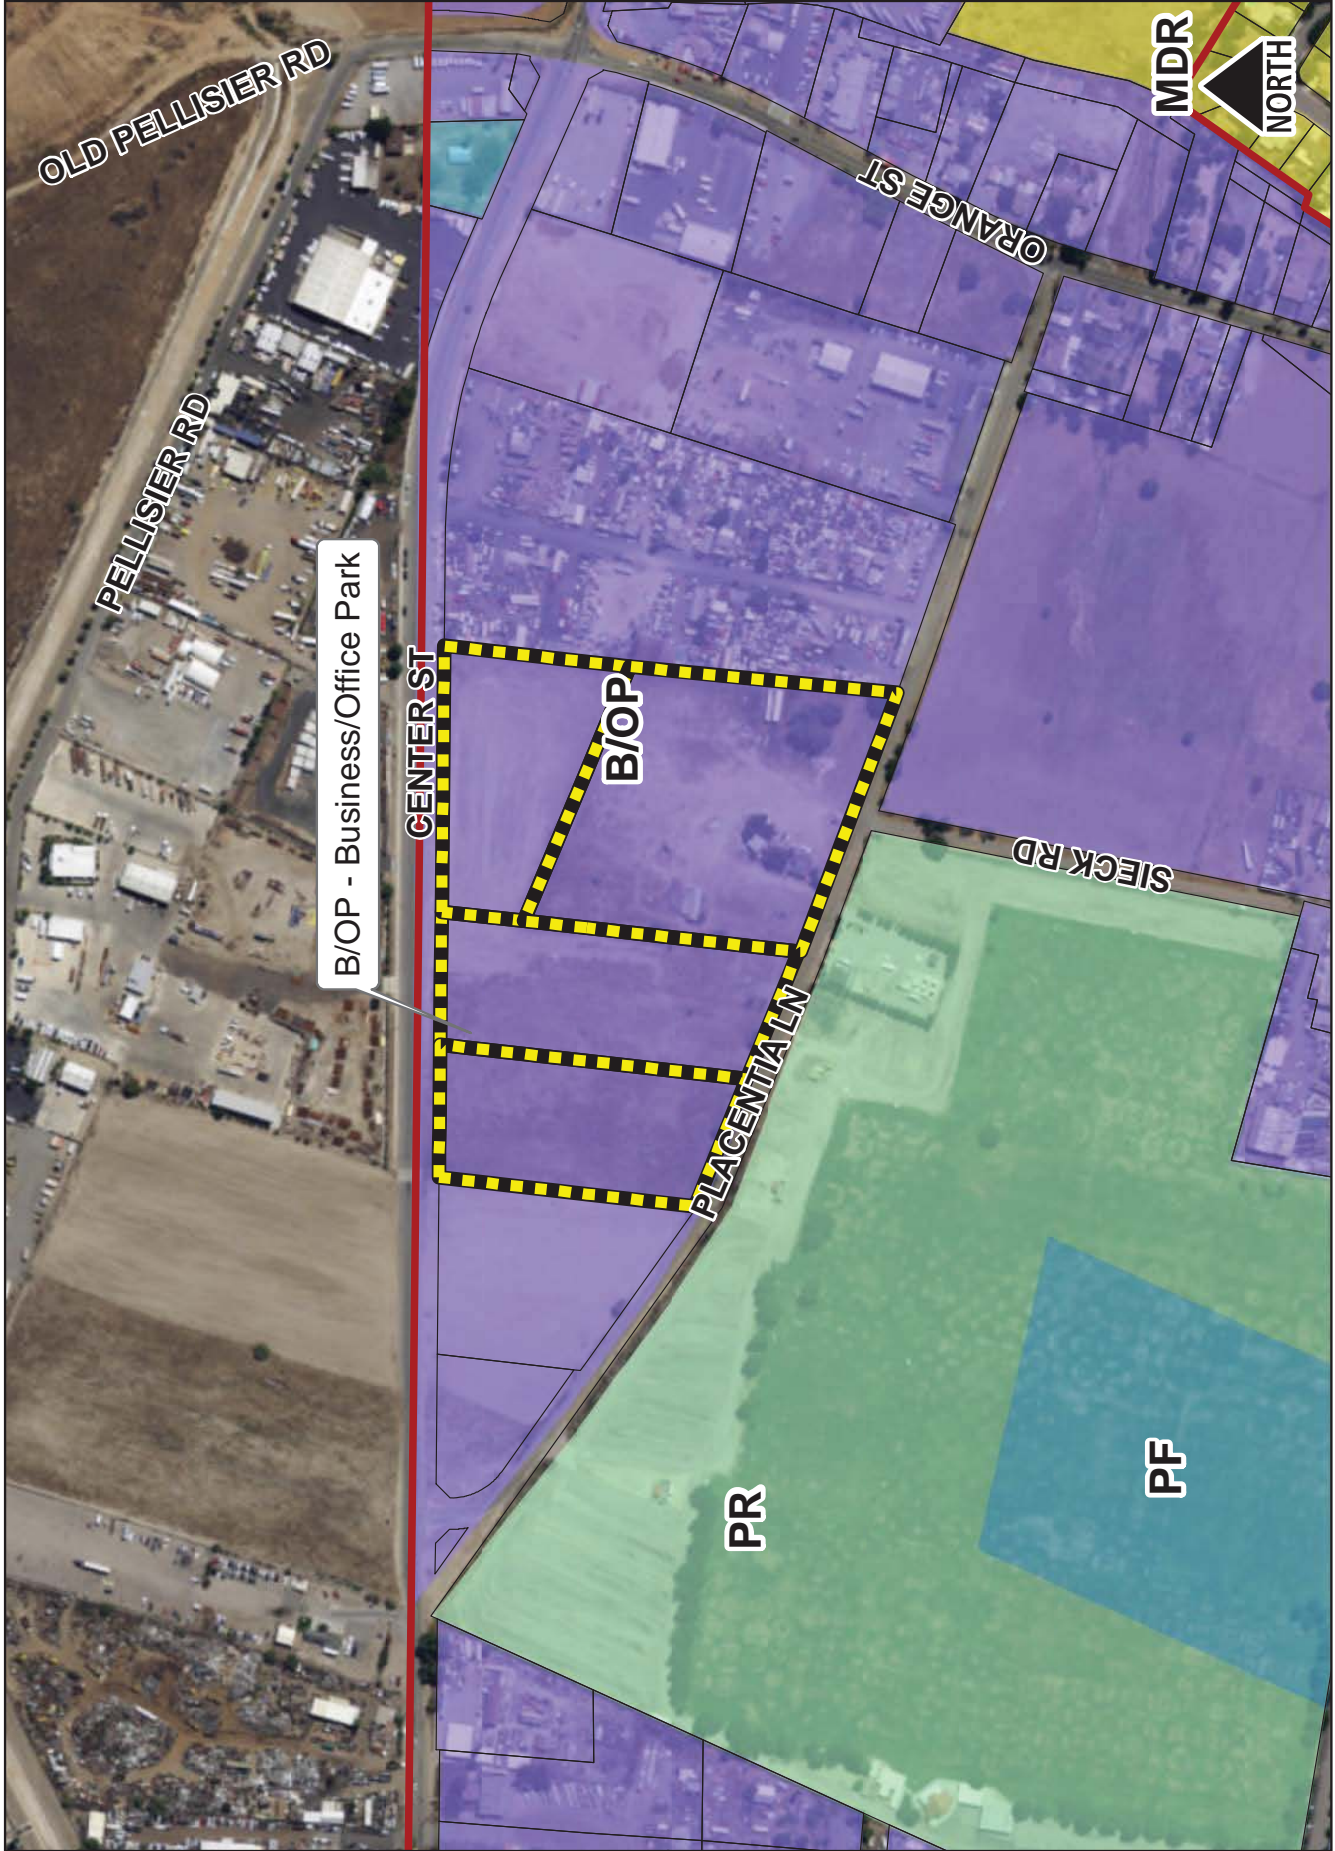 OLD PELLISIER RD
PELLISIER RD
B/OP - Business/Office Park
CENTER ST
B/OP
ORANGE ST
MDR
NORTH
SIECK RD
PLACENTIA LN
PR
PF